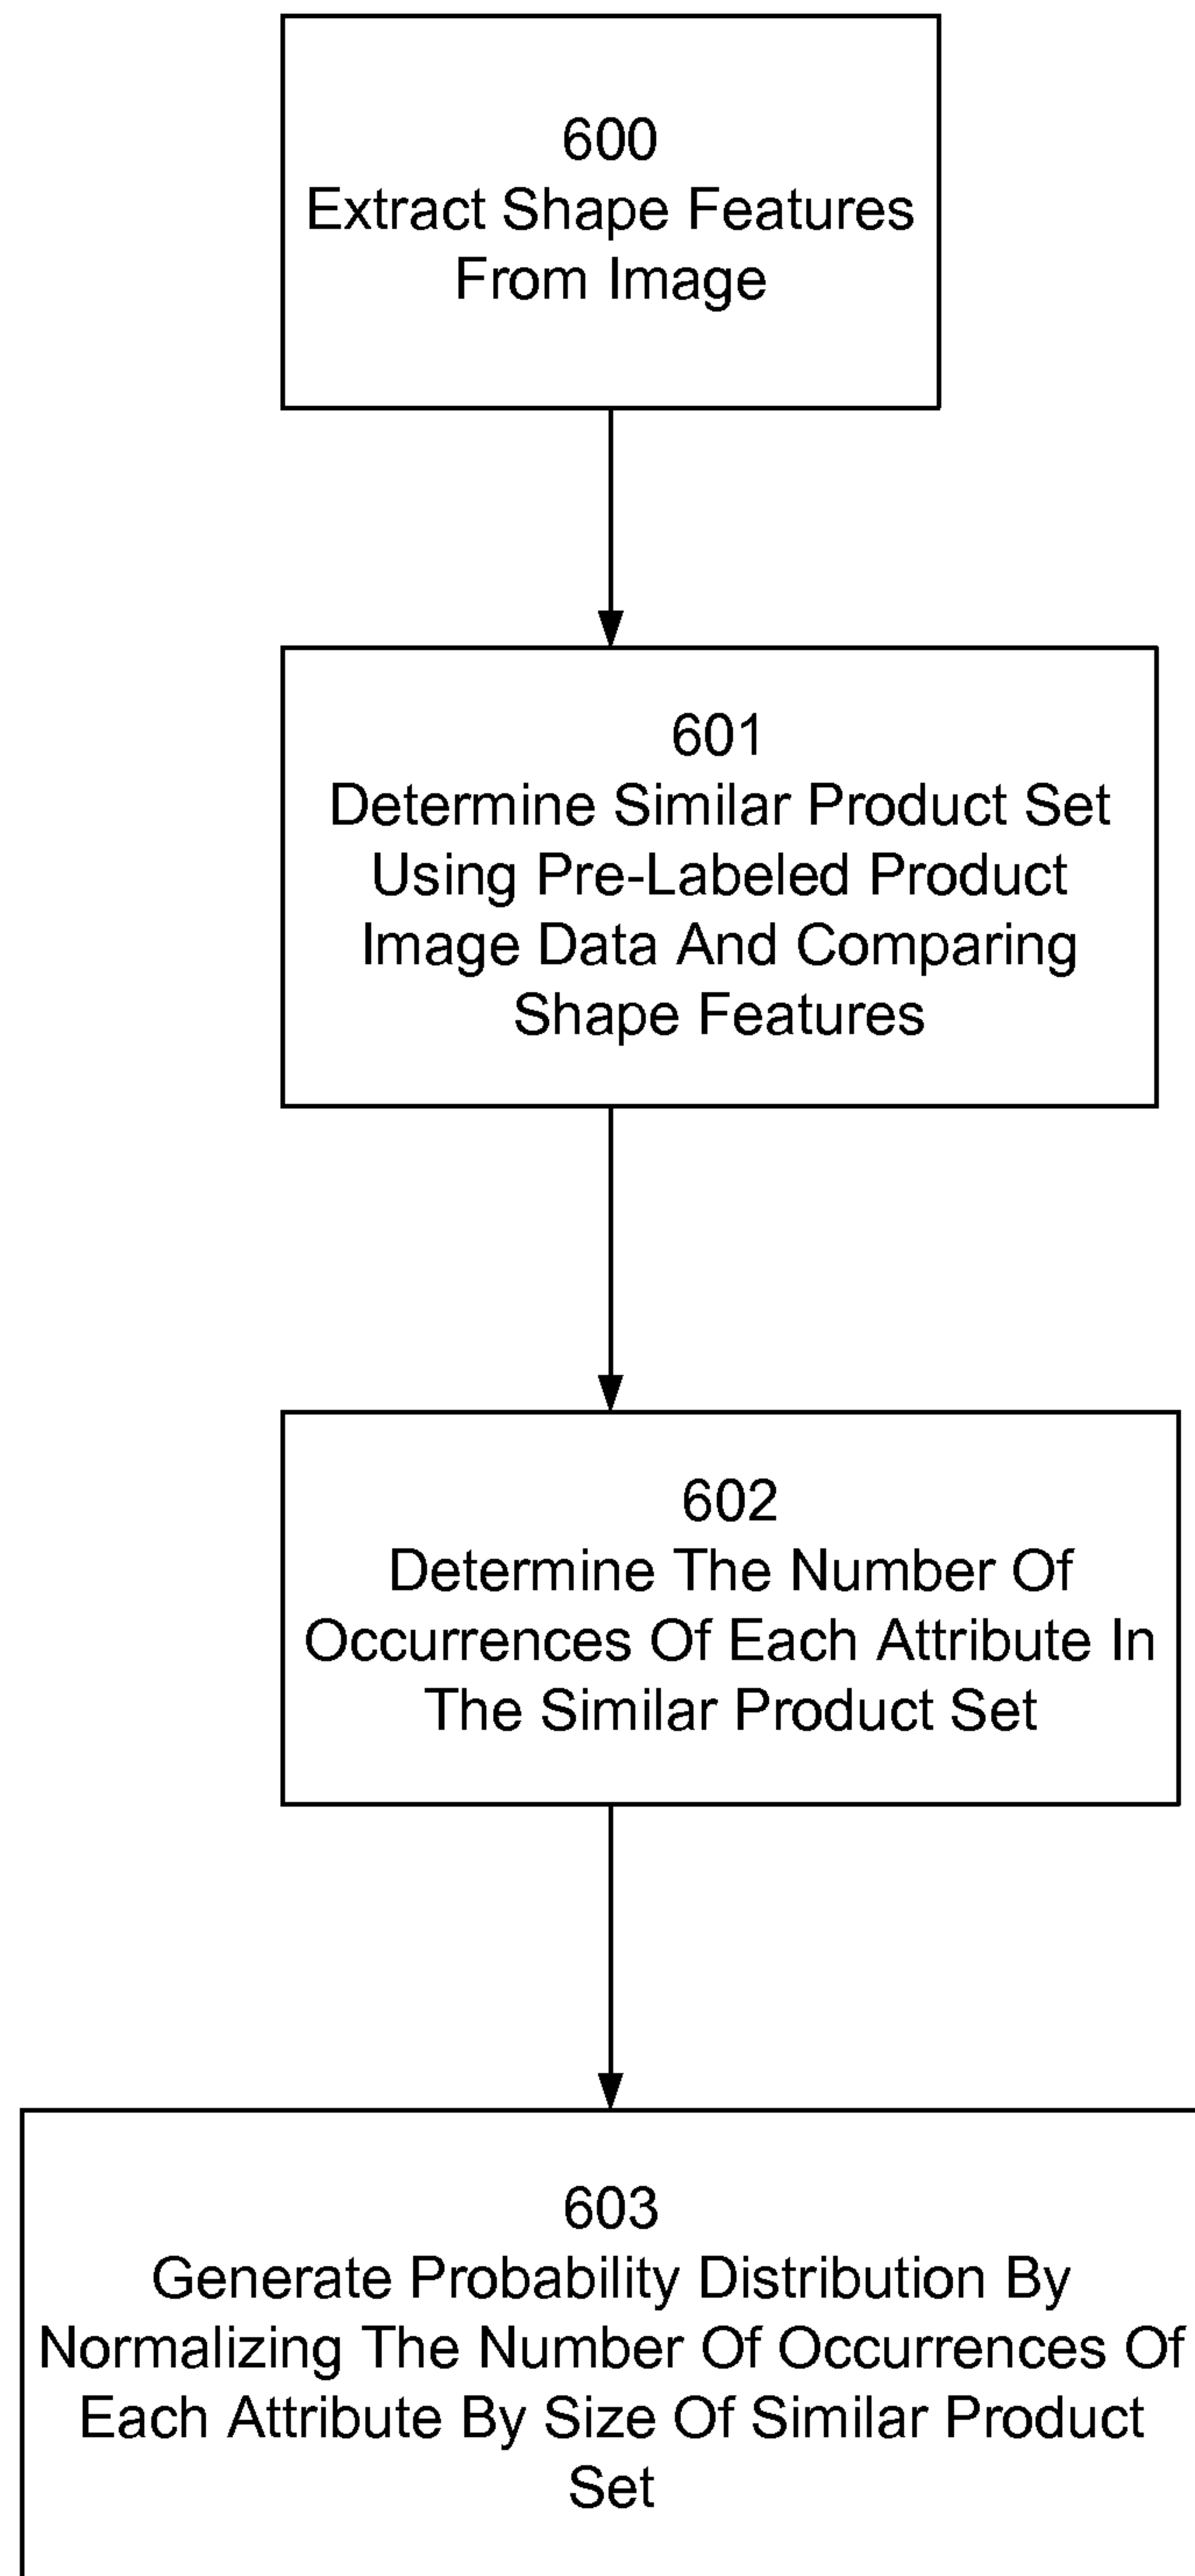 600
Extract Shape Features
From Image
601
Determine Similar Product Set
Using Pre-Labeled Product
Image Data And Comparing
Shape Features
602
Determine The Number Of
Occurrences Of Each Attribute In
The Similar Product Set
603
Generate Probability Distribution By
Normalizing The Number Of Occurrences Of
Each Attribute By Size Of Similar Product
Set